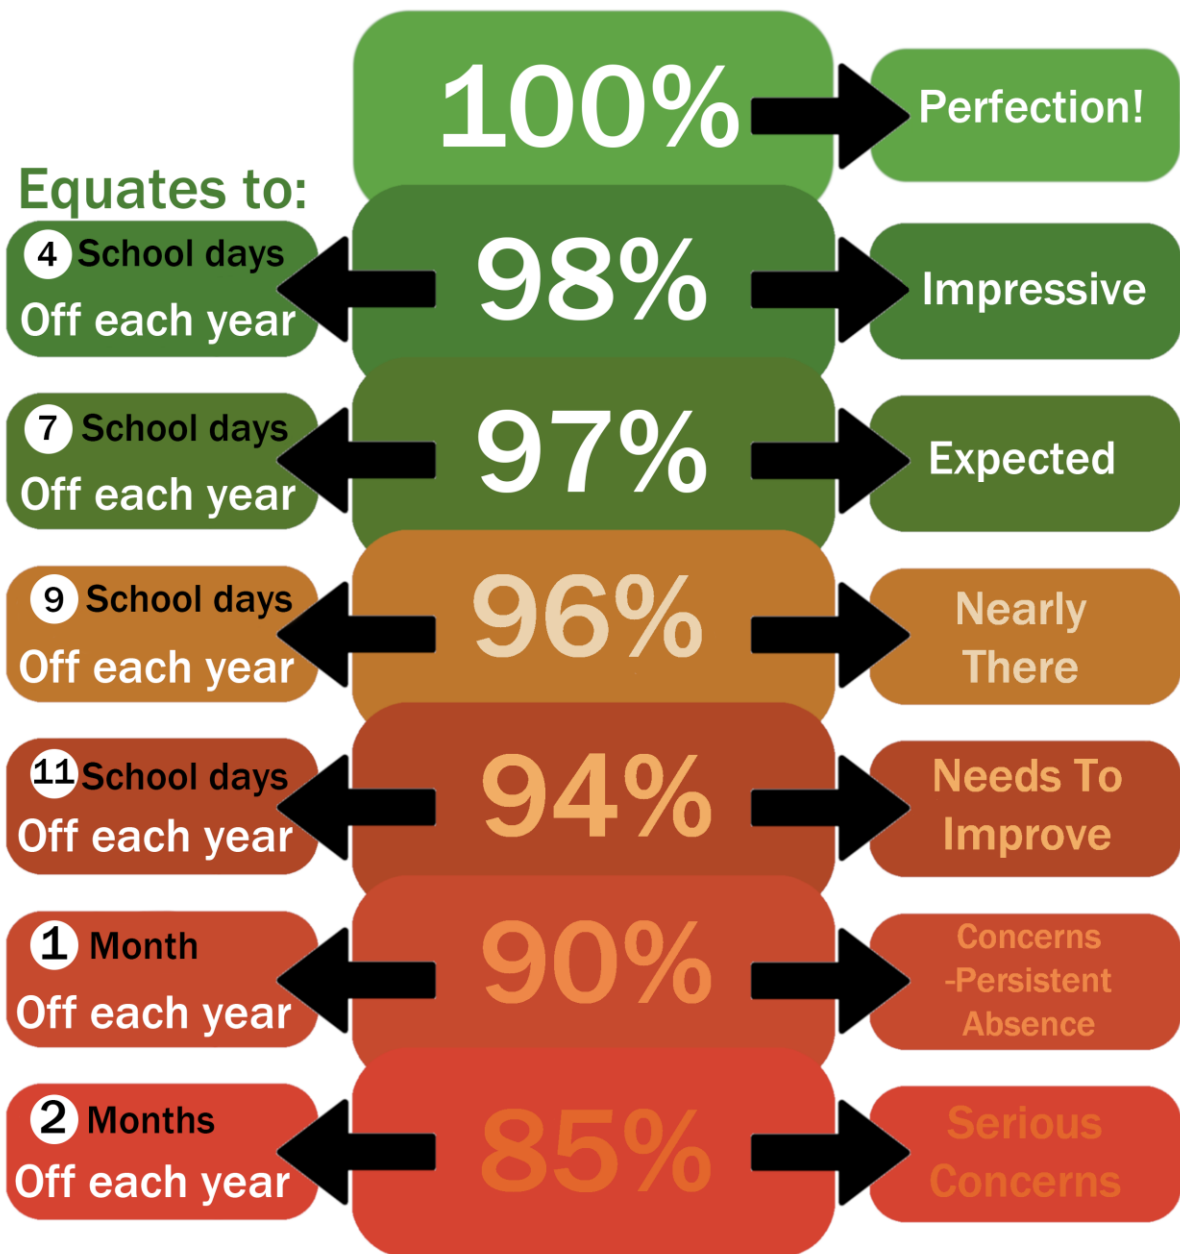 100%
Perfection!
Equates to:
4 School days
Off each year
98%
Impressive
7 School days
Off each year
97%
Expected
9 School days
Off each year
96%
Nearly
There
11 School days
Off each year
94%
Needs To
Improve
1 Month
Off each year
90%
Concerns
-Persistent
Absence
2 Months
Off each year
85%
Serious
Concerns